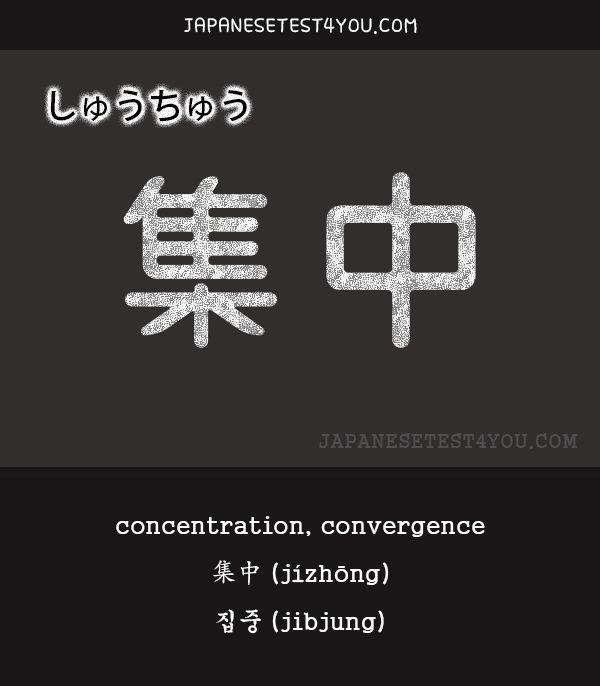 JAPANESETEST4YOU.COM
しゅうちゅう
集中
JAPANESETEST4YOU.COM
concentration, convergence
集中 (jízhōng)
집중 (jibjung)